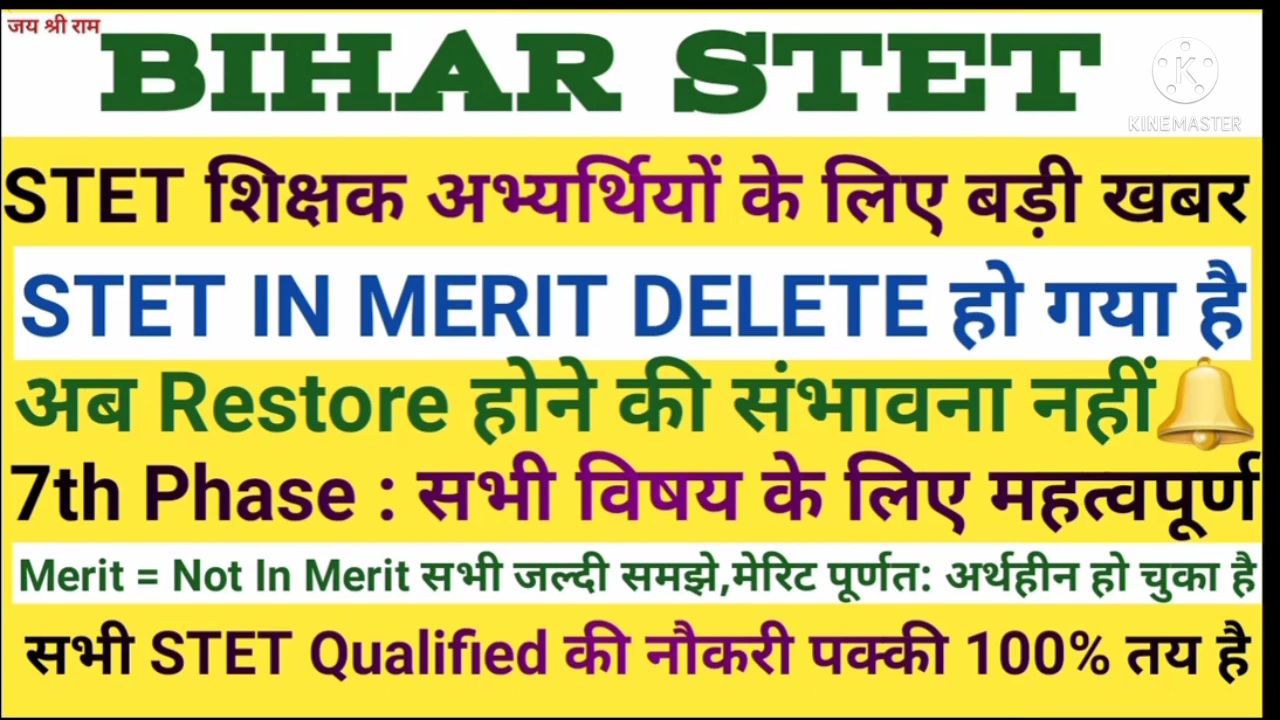 जय श्री राम
BIHAR STET
KINEMASTER
STET शिक्षक अभ्यर्थियों के लिए बड़ी खबर
STET IN MERIT DELETE हो गया है
अब Restore होने की संभावना नहीं
7th Phase : सभी विषय के लिए महत्वपूर्ण
Merit = Not In Merit सभी जल्दी समझे,मेरिट पूर्णत: अर्थहीन हो चुका है
सभी STET Qualified की नौकरी पक्की 100% तय है